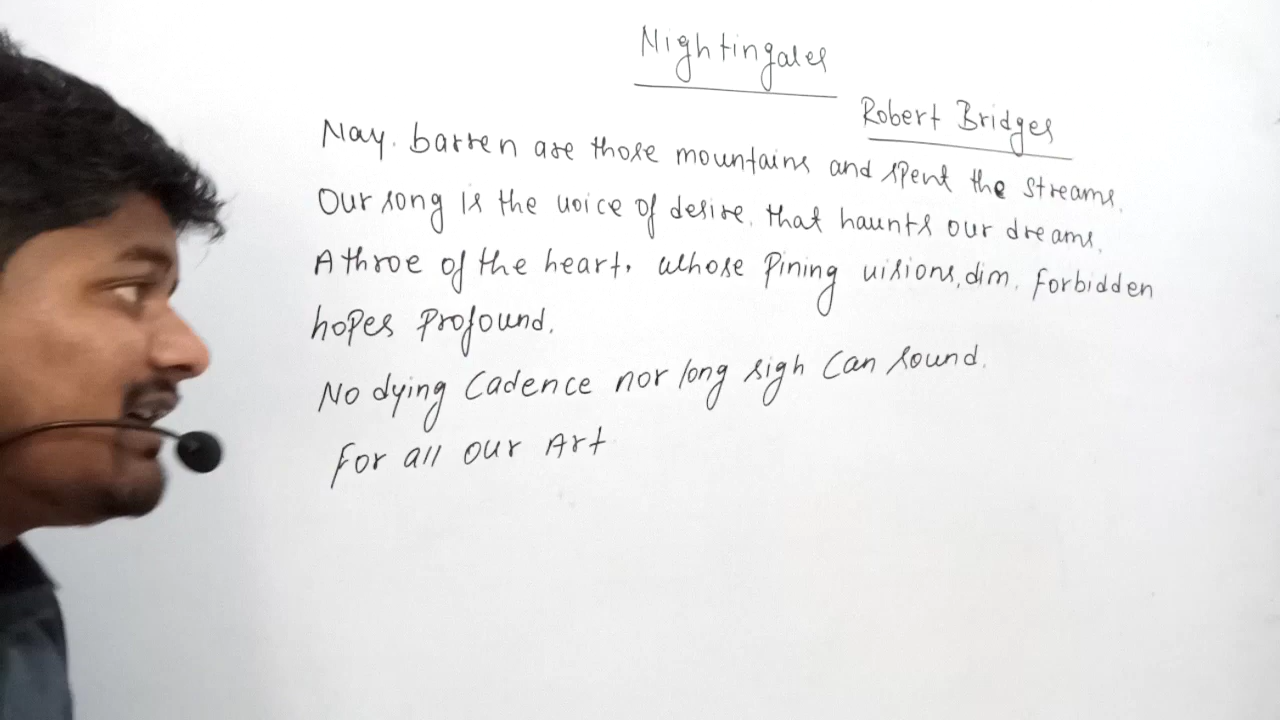 Nightingales
Robert Bridges
Nay. barren are those mountains and spent the streams.
Our song is the voice of desire. that haunts our dreams.
A throe of the heart. whose Pining visions, dim. forbidden
hopes profound.
No dying Cadence nor long sigh Can sound.
For all our Art